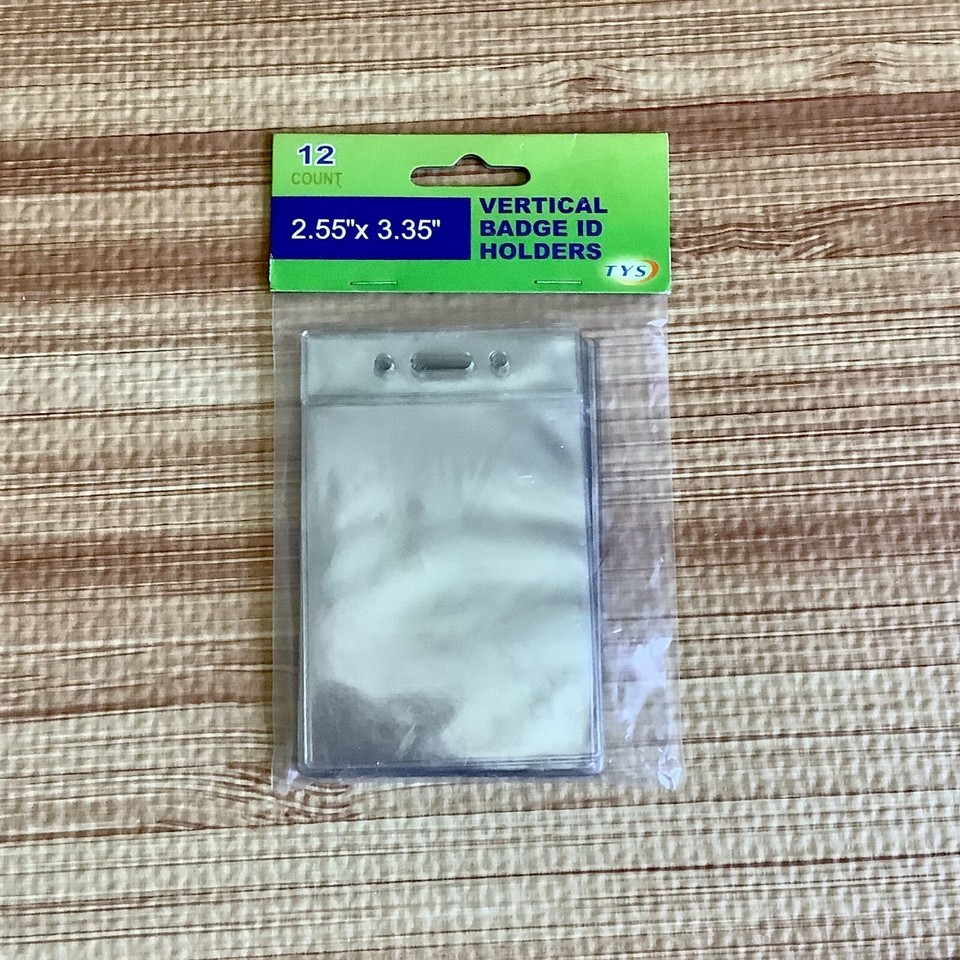 12
COUNT
2.55"x 3.35"
VERTICAL
BADGE ID
HOLDERS
TYS